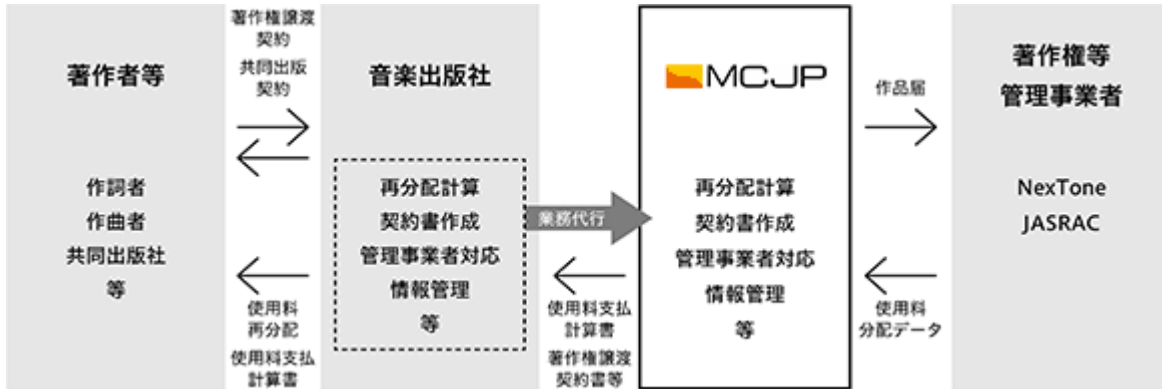 著作者等
作詞者
作曲者
共同出版社
等
著作権譲渡
契約
共同出版
契約
使用料
再分配
使用料支払
計算書
音楽出版社
再分配計算
契約書作成
管理事業者対応
情報管理
等
業務代行
使用料支払
計算書
著作権譲渡
契約書等
MCJP
再分配計算
契約書作成
管理事業者対応
情報管理
等
作品届
使用料
分配データ
著作権等
管理事業者
NexTone
JASRAC